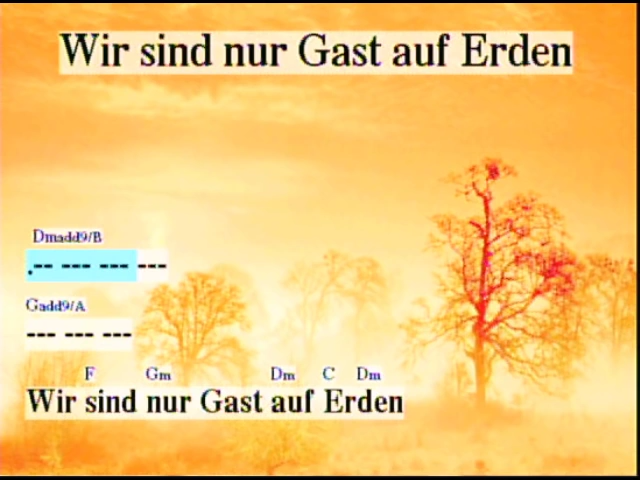 Wir sind nur Gast auf Erden
Dmadd9/B
.-- --- --- ---
Gadd9/A
--- --- ---
F Gm Dm C Dm
Wir sind nur Gast auf Erden